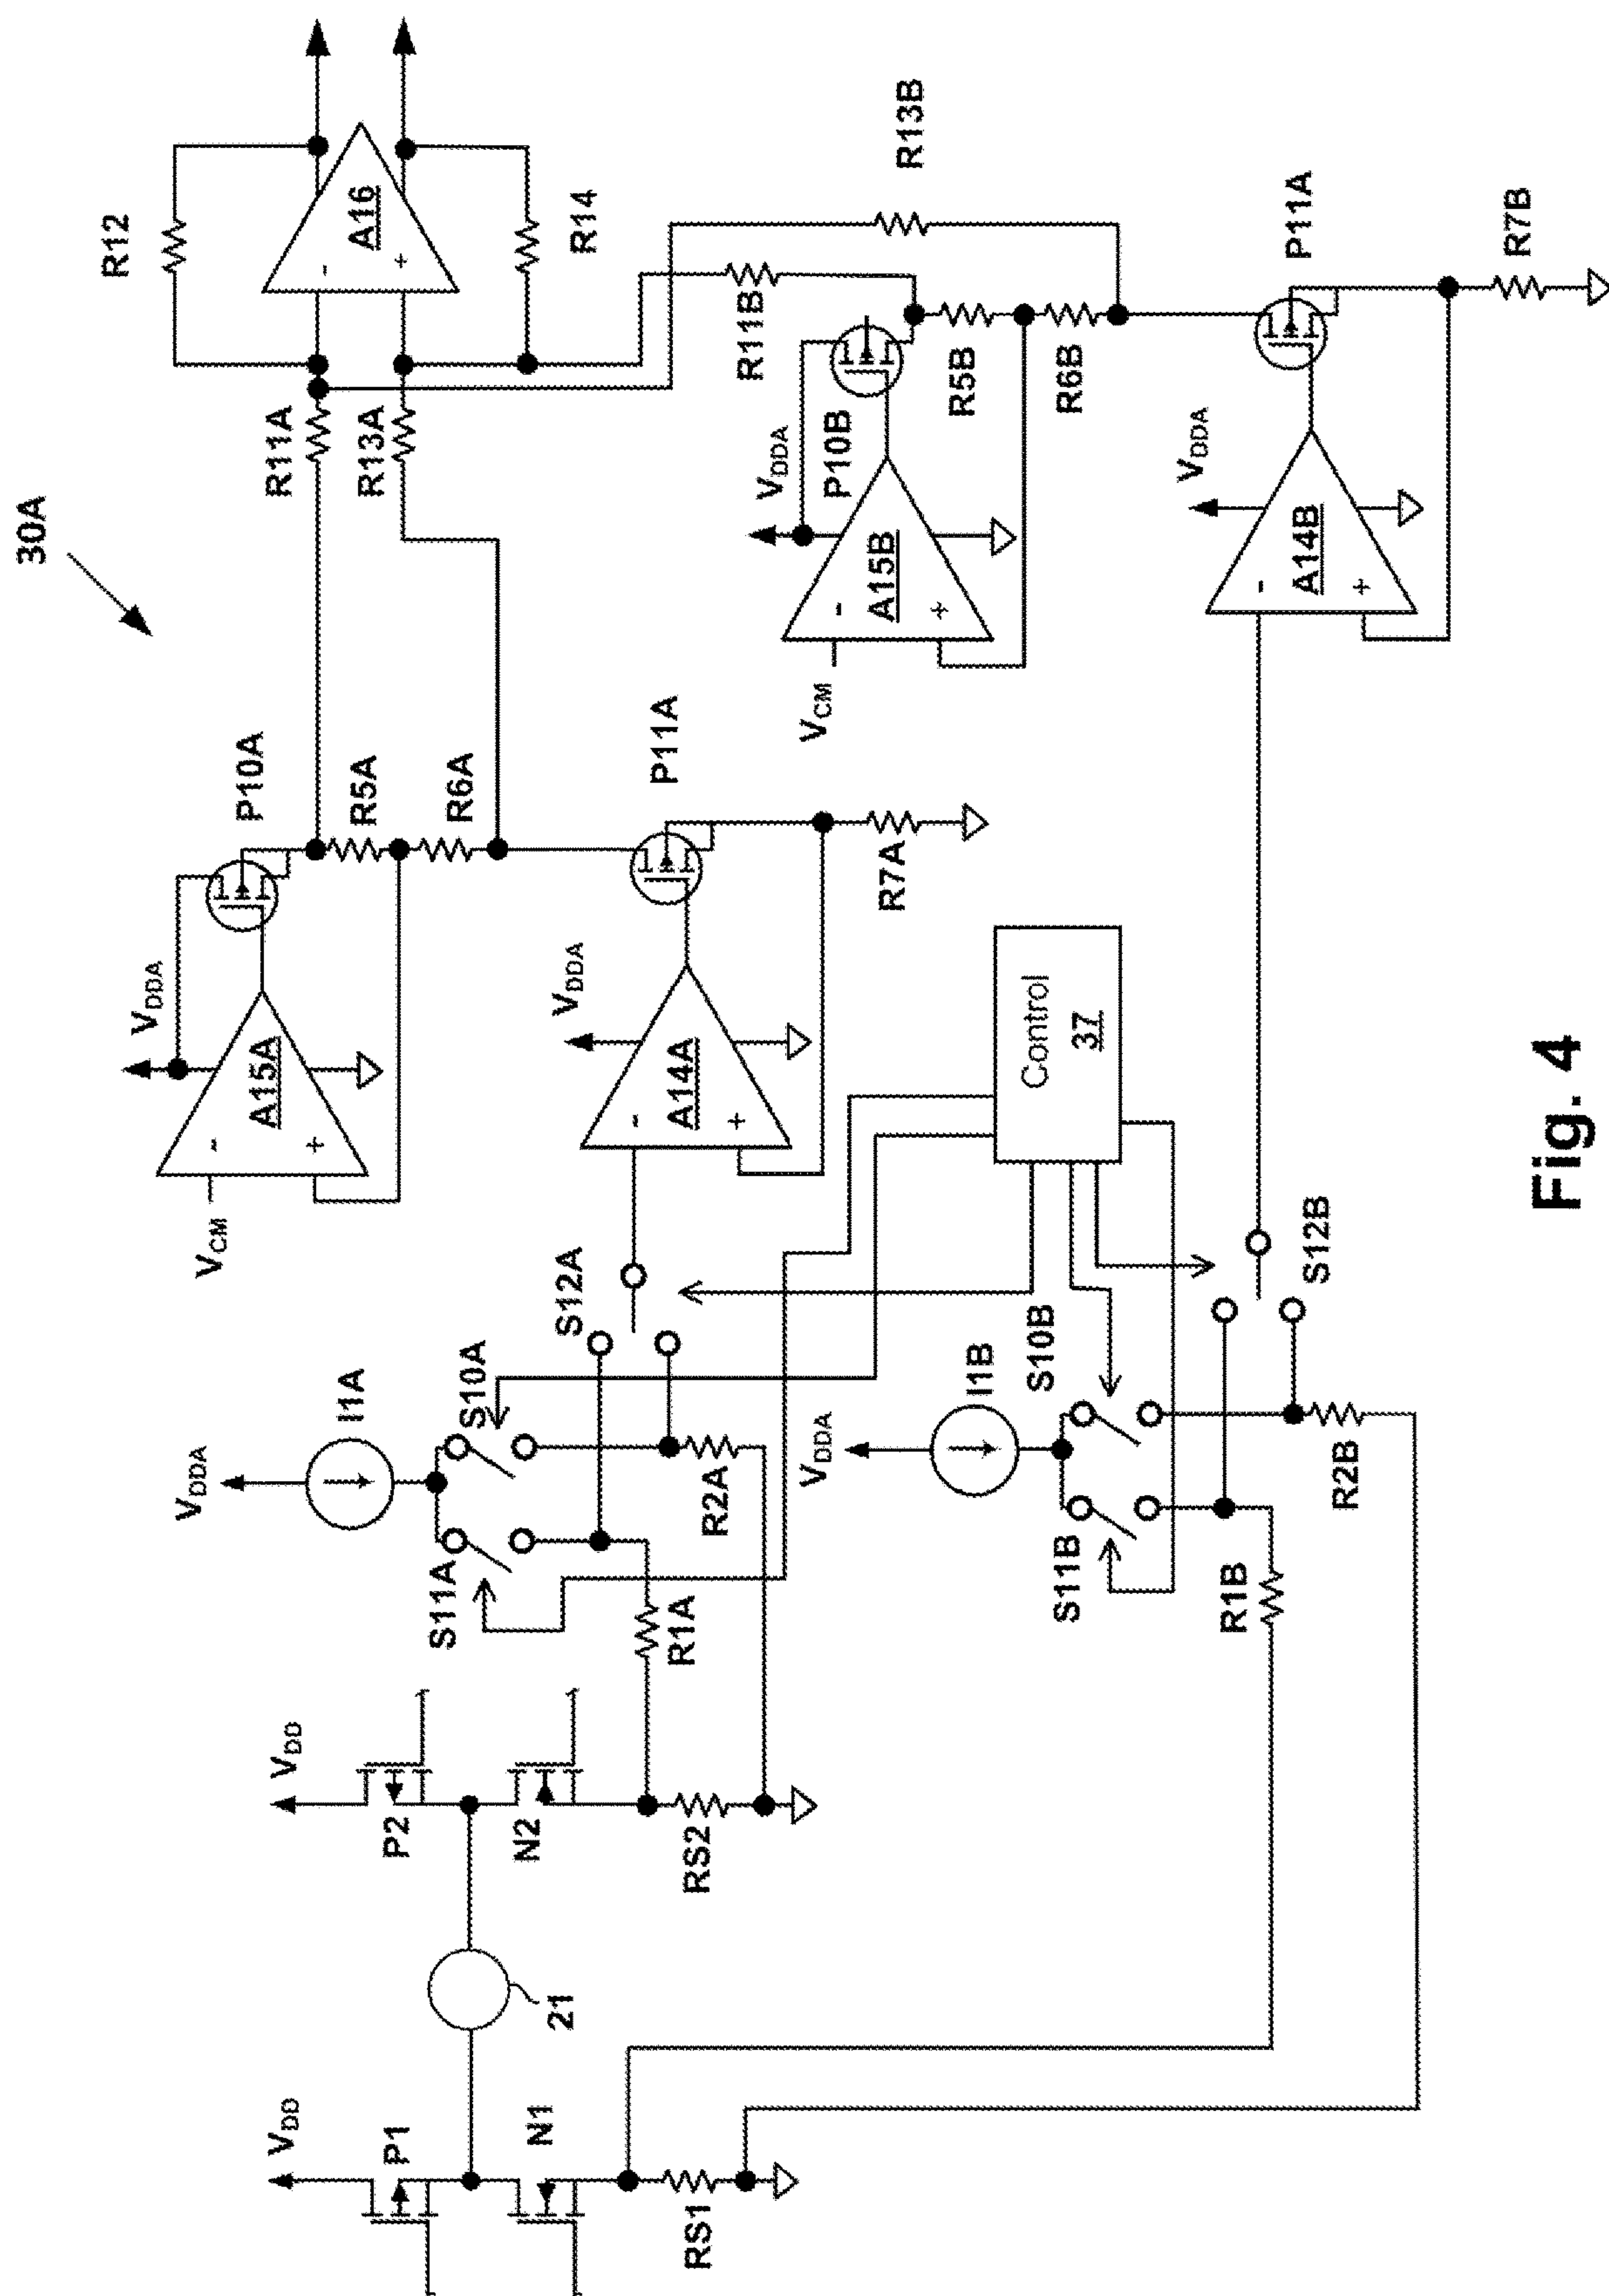 30A
R12
A16
-
+
R14
R11A
R13A
R13B
R11B
VDDA
P10A
R5A
R6A
VCM
A15A
-
+
VDDA
P10B
R5B
R6B
VCM
A15B
-
+
VDDA
P11A
R7A
A14A
-
+
VDDA
P11A
R7B
A14B
-
+
Control
37
VDDA
I1A
S10A
S11A
S12A
R1A
R2A
VDDA
I1B
S10B
S11B
S12B
R1B
R2B
VDD
P2
N2
RS2
21
VDD
P1
N1
RS1
Fig. 4